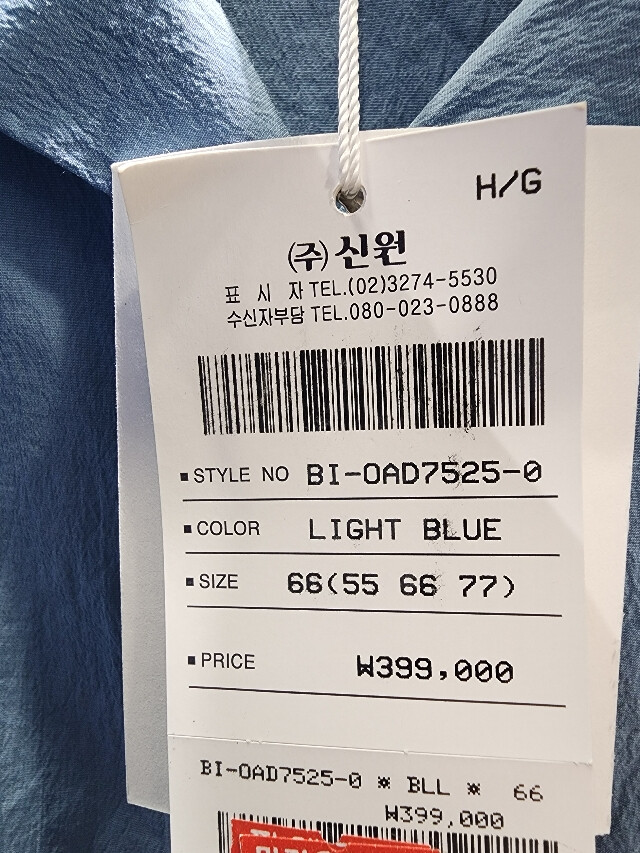 H/G
(주)신원
표 시 자 TEL.(02)3274-5530
수신자부담 TEL.080-023-0888
■ STYLE NO BI-OAD7525-0
■ COLOR LIGHT BLUE
■ SIZE 66(55 66 77)
■ PRICE ₩399,000
BI-OAD7525-0 * BLL * 66
₩399,000